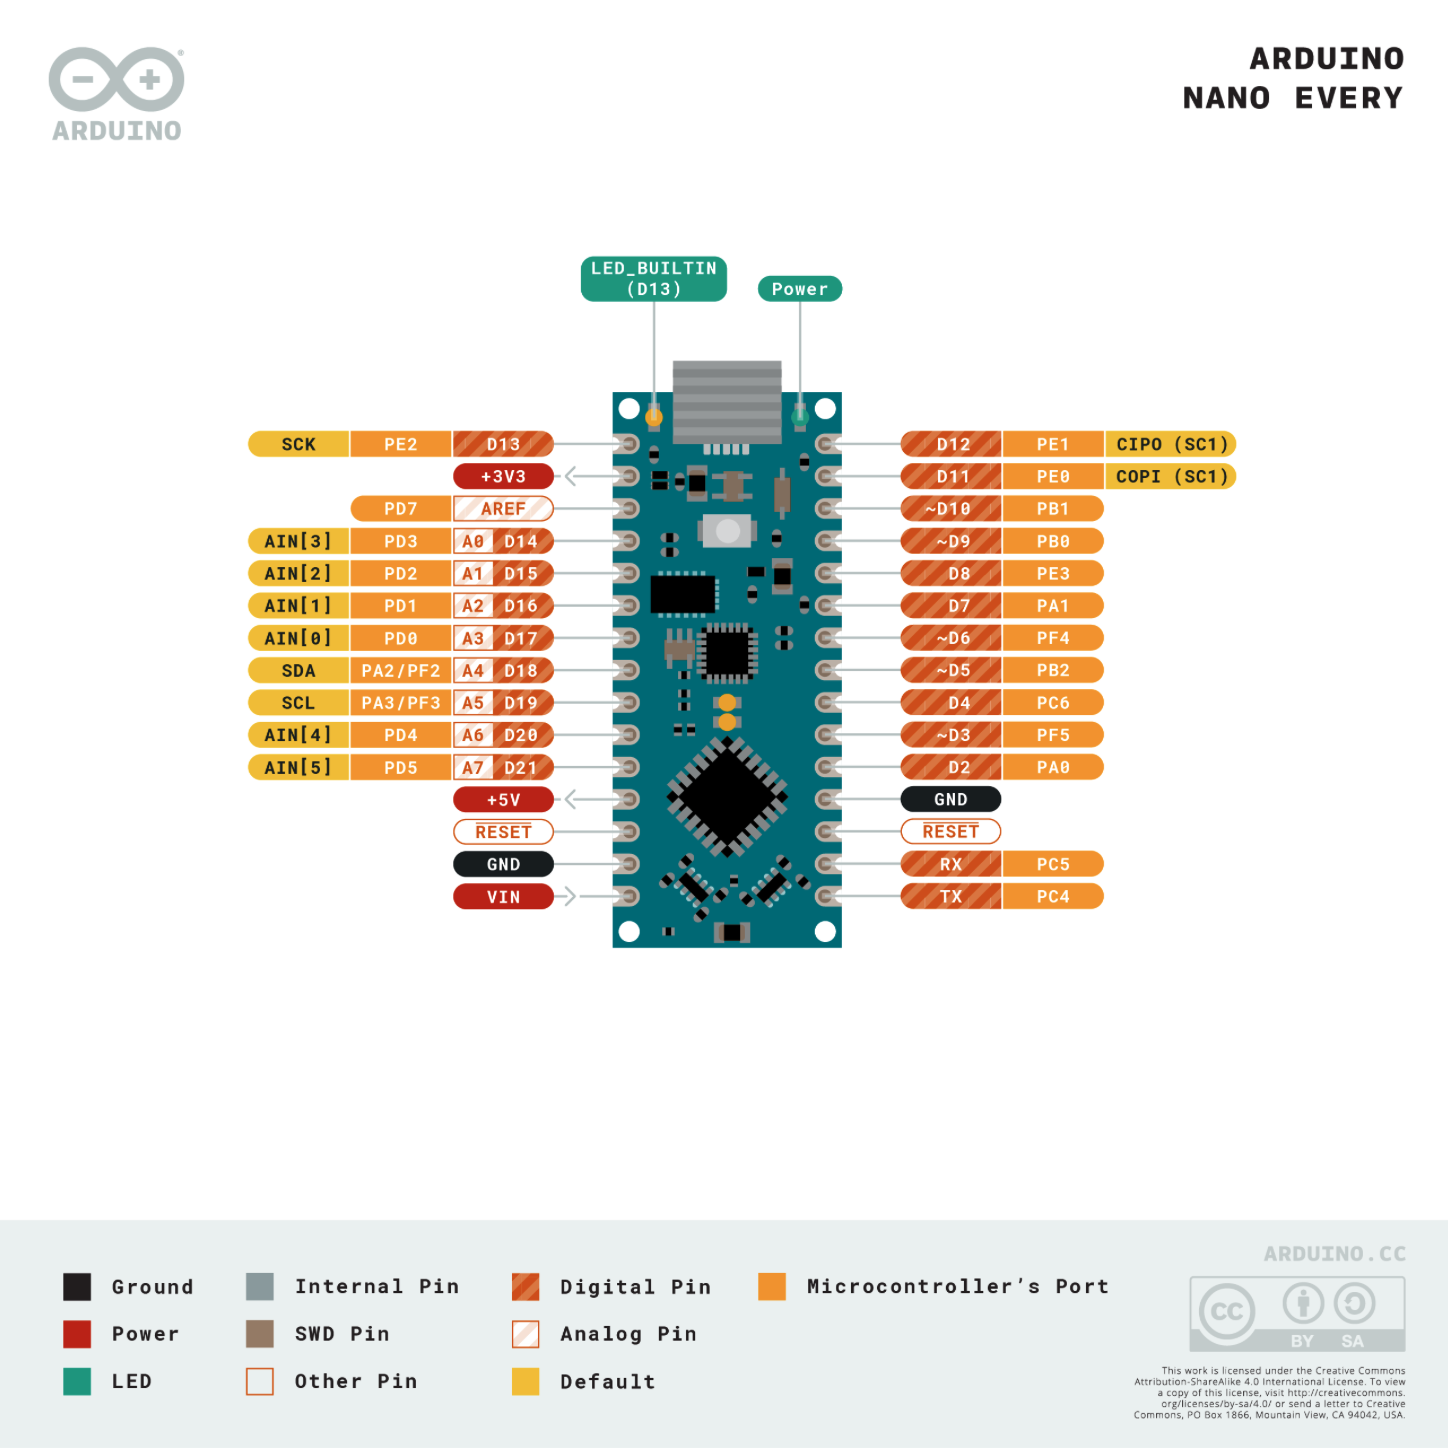 ARDUINO
ARDUINO
NANO EVERY
LED_BUILTIN
(D13)
Power
SCK PE2 D13
+3V3
PD7 AREF
AIN[3] PD3 A0 D14
AIN[2] PD2 A1 D15
AIN[1] PD1 A2 D16
AIN[0] PD0 A3 D17
SDA PA2/PF2 A4 D18
SCL PA3/PF3 A5 D19
AIN[4] PD4 A6 D20
AIN[5] PD5 A7 D21
+5V
RESET
GND
VIN
D12 PE1 CIPO (SC1)
D11 PE0 COPI (SC1)
~D10 PB1
~D9 PB0
D8 PE3
D7 PA1
~D6 PF4
~D5 PB2
D4 PC6
~D3 PF5
D2 PA0
GND
RESET
RX PC5
TX PC4
Ground
Power
LED
Internal Pin
SWD Pin
Other Pin
Digital Pin
Analog Pin
Default
Microcontroller's Port
ARDUINO.CC
cc
BY SA
This work is licensed under the Creative Commons
Attribution-ShareAlike 4.0 International License. To view
a copy of this license, visit http://creativecommons.
org/licenses/by-sa/4.0/ or send a letter to Creative
Commons, PO Box 1866, Mountain View, CA 94042, USA.